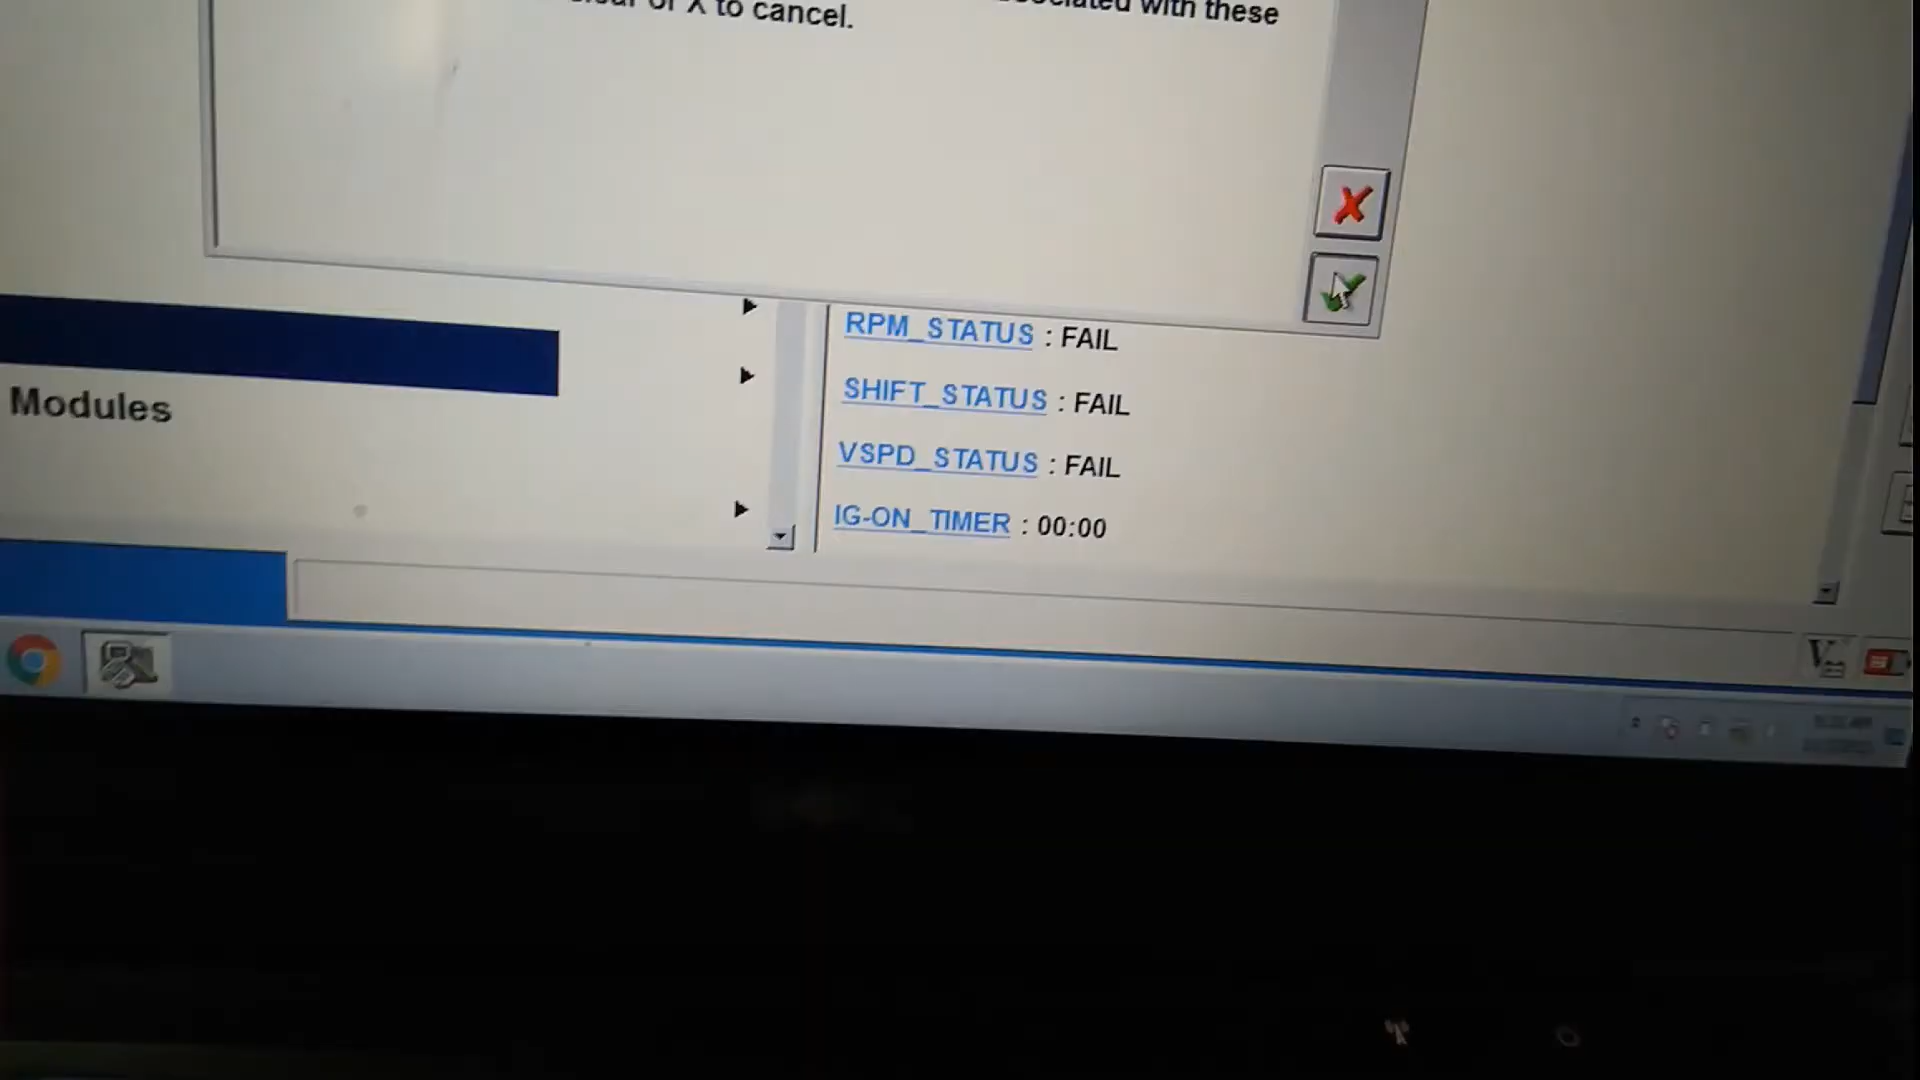 with these
X to cancel.
RPM_STATUS : FAIL
SHIFT_STATUS : FAIL
Modules
VSPD_STATUS : FAIL
IG-ON_TIMER : 00:00